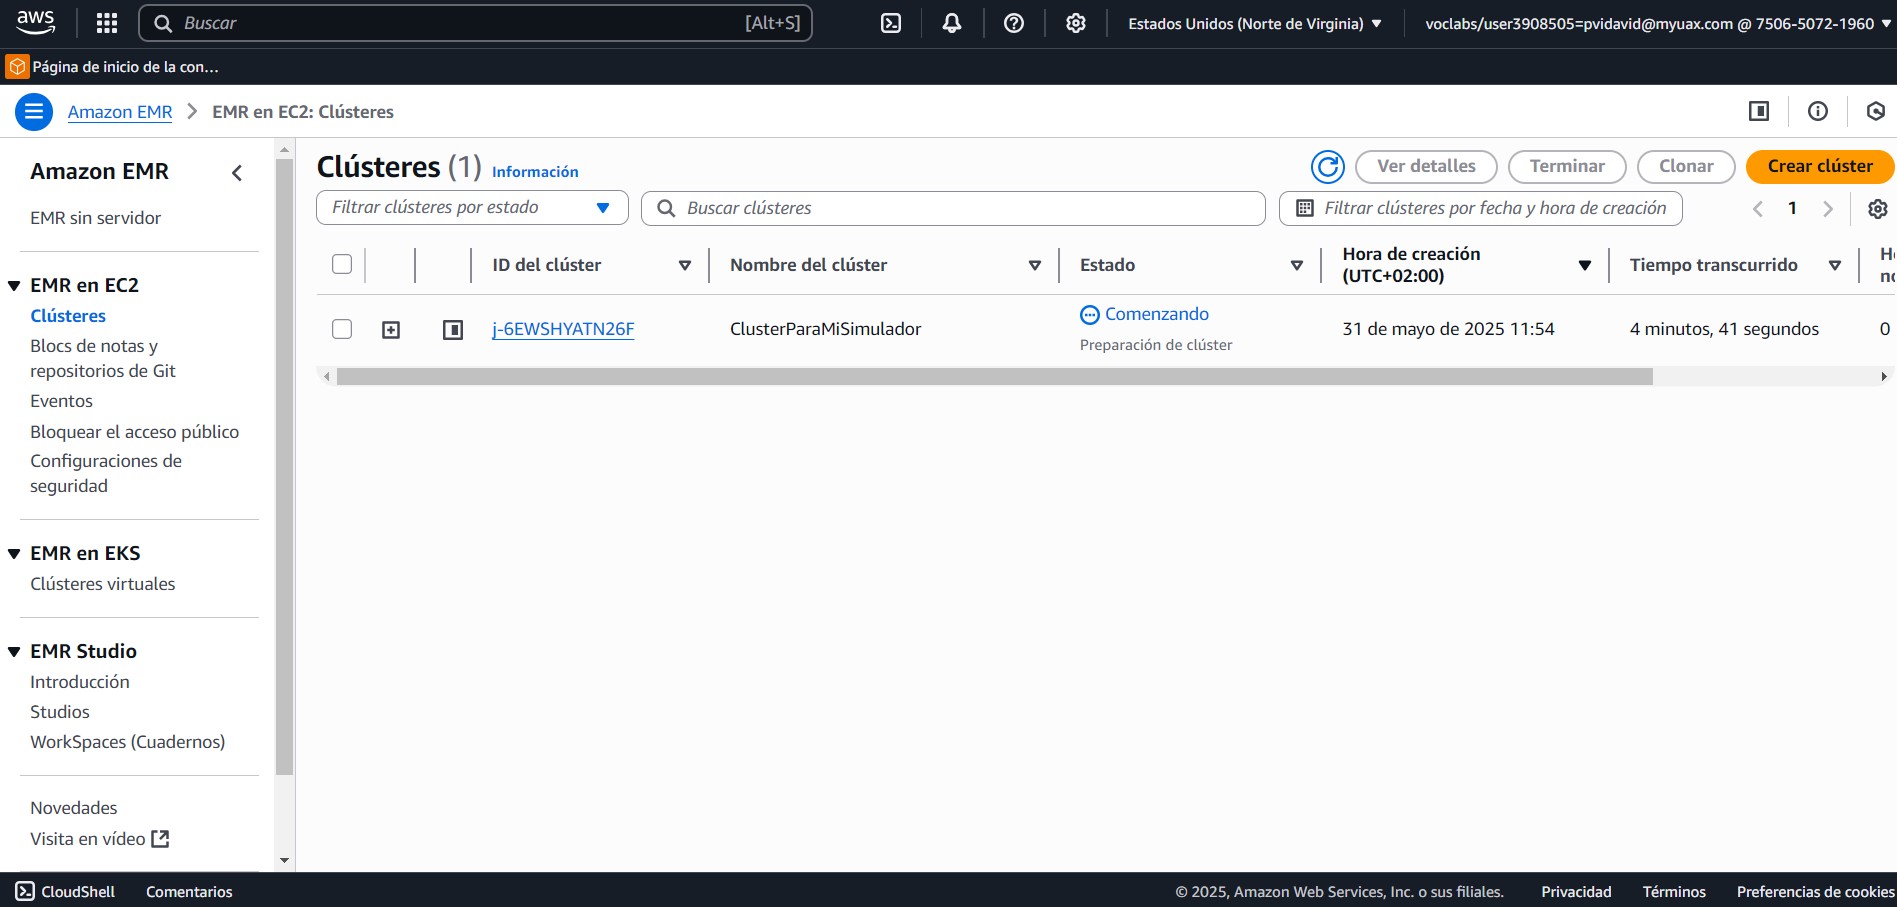 aws
Buscar
[Alt+S]
Estados Unidos (Norte de Virginia)
voclabs/user3908505=pvidavid@myuax.com @ 7506-5072-1960
Página de inicio de la con...
Amazon EMR
EMR en EC2: Clústeres
Amazon EMR
EMR sin servidor
EMR en EC2
Clústeres
Blocs de notas y
repositorios de Git
Eventos
Bloquear el acceso público
Configuraciones de
seguridad
EMR en EKS
Clústeres virtuales
EMR Studio
Introducción
Studios
WorkSpaces (Cuadernos)
Novedades
Visita en vídeo
Clústeres (1) Información
Ver detalles
Terminar
Clonar
Crear clúster
Filtrar clústeres por estado
Buscar clústeres
Filtrar clústeres por fecha y hora de creación
1
ID del clúster
Nombre del clúster
Estado
Hora de creación
(UTC+02:00)
Tiempo transcurrido
j-6EWSHYATN26F
ClusterParaMiSimulador
Comenzando
Preparación de clúster
31 de mayo de 2025 11:54
4 minutos, 41 segundos
0
CloudShell
Comentarios
© 2025, Amazon Web Services, Inc. o sus filiales.
Privacidad
Términos
Preferencias de cookies